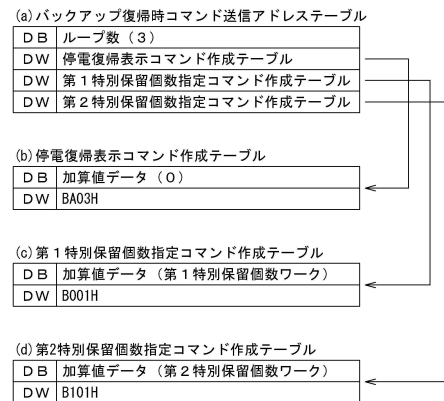 (a)バックアップ復帰時コマンド送信アドレステーブル
ＤＢ ループ数（３）
ＤＷ 停電復帰表示コマンド作成テーブル
ＤＷ 第１特別保留個数指定コマンド作成テーブル
ＤＷ 第２特別保留個数指定コマンド作成テーブル
(b)停電復帰表示コマンド作成テーブル
ＤＢ 加算値データ（０）
ＤＷ BA03H
(c)第１特別保留個数指定コマンド作成テーブル
ＤＢ 加算値データ（第１特別保留個数ワーク）
ＤＷ B001H
(d)第2特別保留個数指定コマンド作成テーブル
ＤＢ 加算値データ（第２特別保留個数ワーク）
ＤＷ B101H